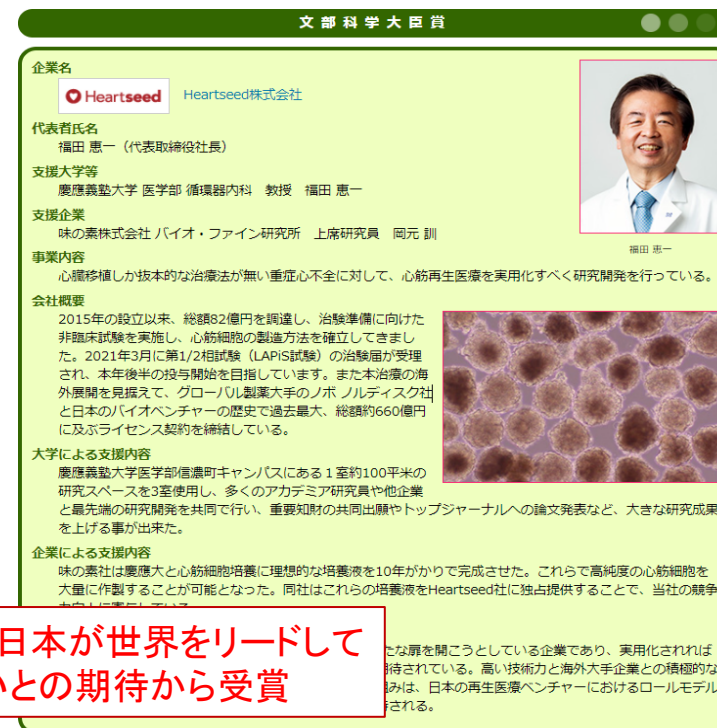 文部科学大臣賞
企業名
Heartseed
Heartseed株式会社
代表者氏名
福田 恵一（代表取締役社長）
支援大学等
慶應義塾大学 医学部 循環器内科　教授　福田 恵一
支援企業
味の素株式会社 バイオ・ファイン研究所　上席研究員　岡元 訓
福田 恵一
事業内容
心臓移植しか抜本的な治療法が無い重症心不全に対して、心筋再生医療を実用化すべく研究開発を行っている。
会社概要
2015年の設立以来、総額82億円を調達し、治験準備に向けた
非臨床試験を実施し、心筋細胞の製造方法を確立してきまし
た。2021年3月に第1/2相試験（LAPiS試験）の治験届が受理
され、本年後半の投与開始を目指しています。また本治療の海
外展開を見据えて、グローバル製薬大手のノボ ノルディスク社
と日本のバイオベンチャーの歴史で過去最大、総額約660億円
に及ぶライセンス契約を締結している。
大学による支援内容
慶應義塾大学医学部信濃町キャンパスにある１室約100平米の
研究スペースを3室使用し、多くのアカデミア研究員や他企業
と最先端の研究開発を共同で行い、重要知財の共同出願やトップジャーナルへの論文発表など、大きな研究成果
を上げる事が出来た。
企業による支援内容
味の素社は慶應大と心筋細胞培養に理想的な培養液を10年がかりで完成させた。これらで高純度の心筋細胞を
大量に作製することが可能となった。同社はこれらの培養液をHeartseed社に独占提供することで、当社の競争
日本が世界をリードして
いとの期待から受賞
たな扉を開こうとしている企業であり、実用化されれば
待されている。高い技術力と海外大手企業との積極的な
みは、日本の再生医療ベンチャーにおけるロールモデル
される。